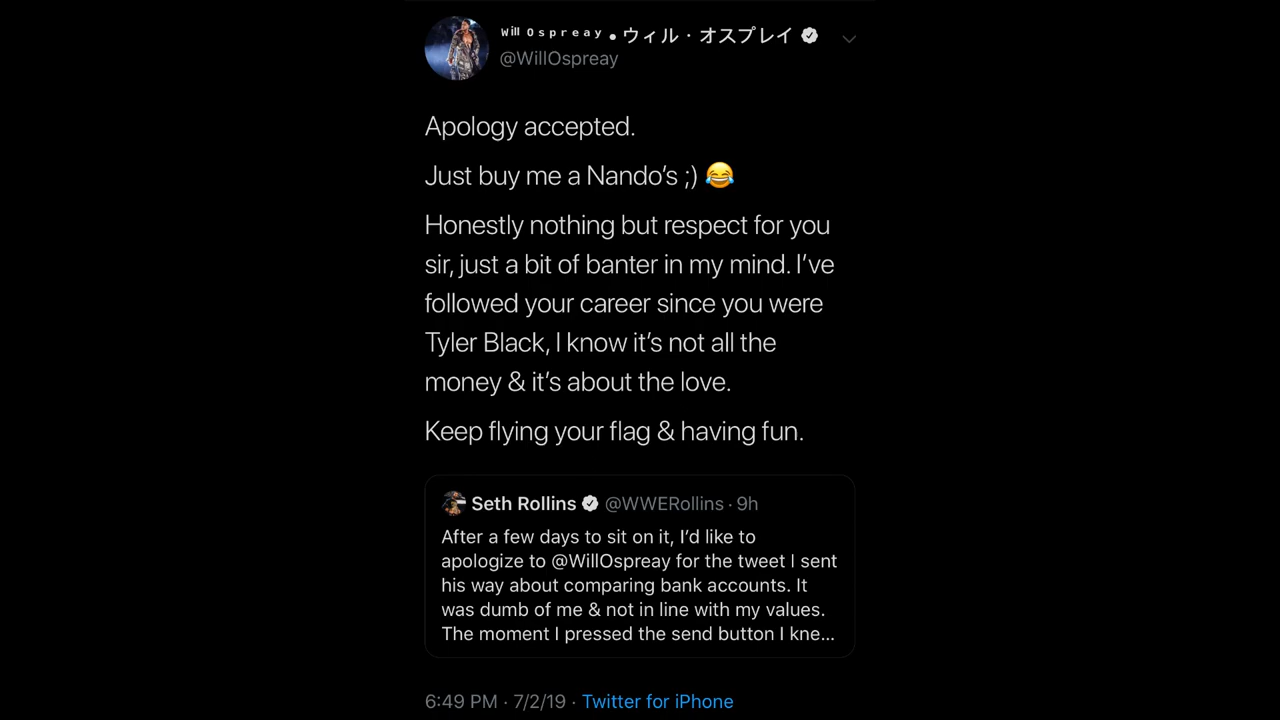 Will Ospreay • ウィル・オスプレイ
@WillOspreay
Apology accepted.
Just buy me a Nando’s ;) 😂
Honestly nothing but respect for you
sir, just a bit of banter in my mind. I’ve
followed your career since you were
Tyler Black, I know it’s not all the
money & it’s about the love.
Keep flying your flag & having fun.
Seth Rollins @WWERollins · 9h
After a few days to sit on it, I’d like to
apologize to @WillOspreay for the tweet I sent
his way about comparing bank accounts. It
was dumb of me & not in line with my values.
The moment I pressed the send button I kne...
6:49 PM · 7/2/19 · Twitter for iPhone